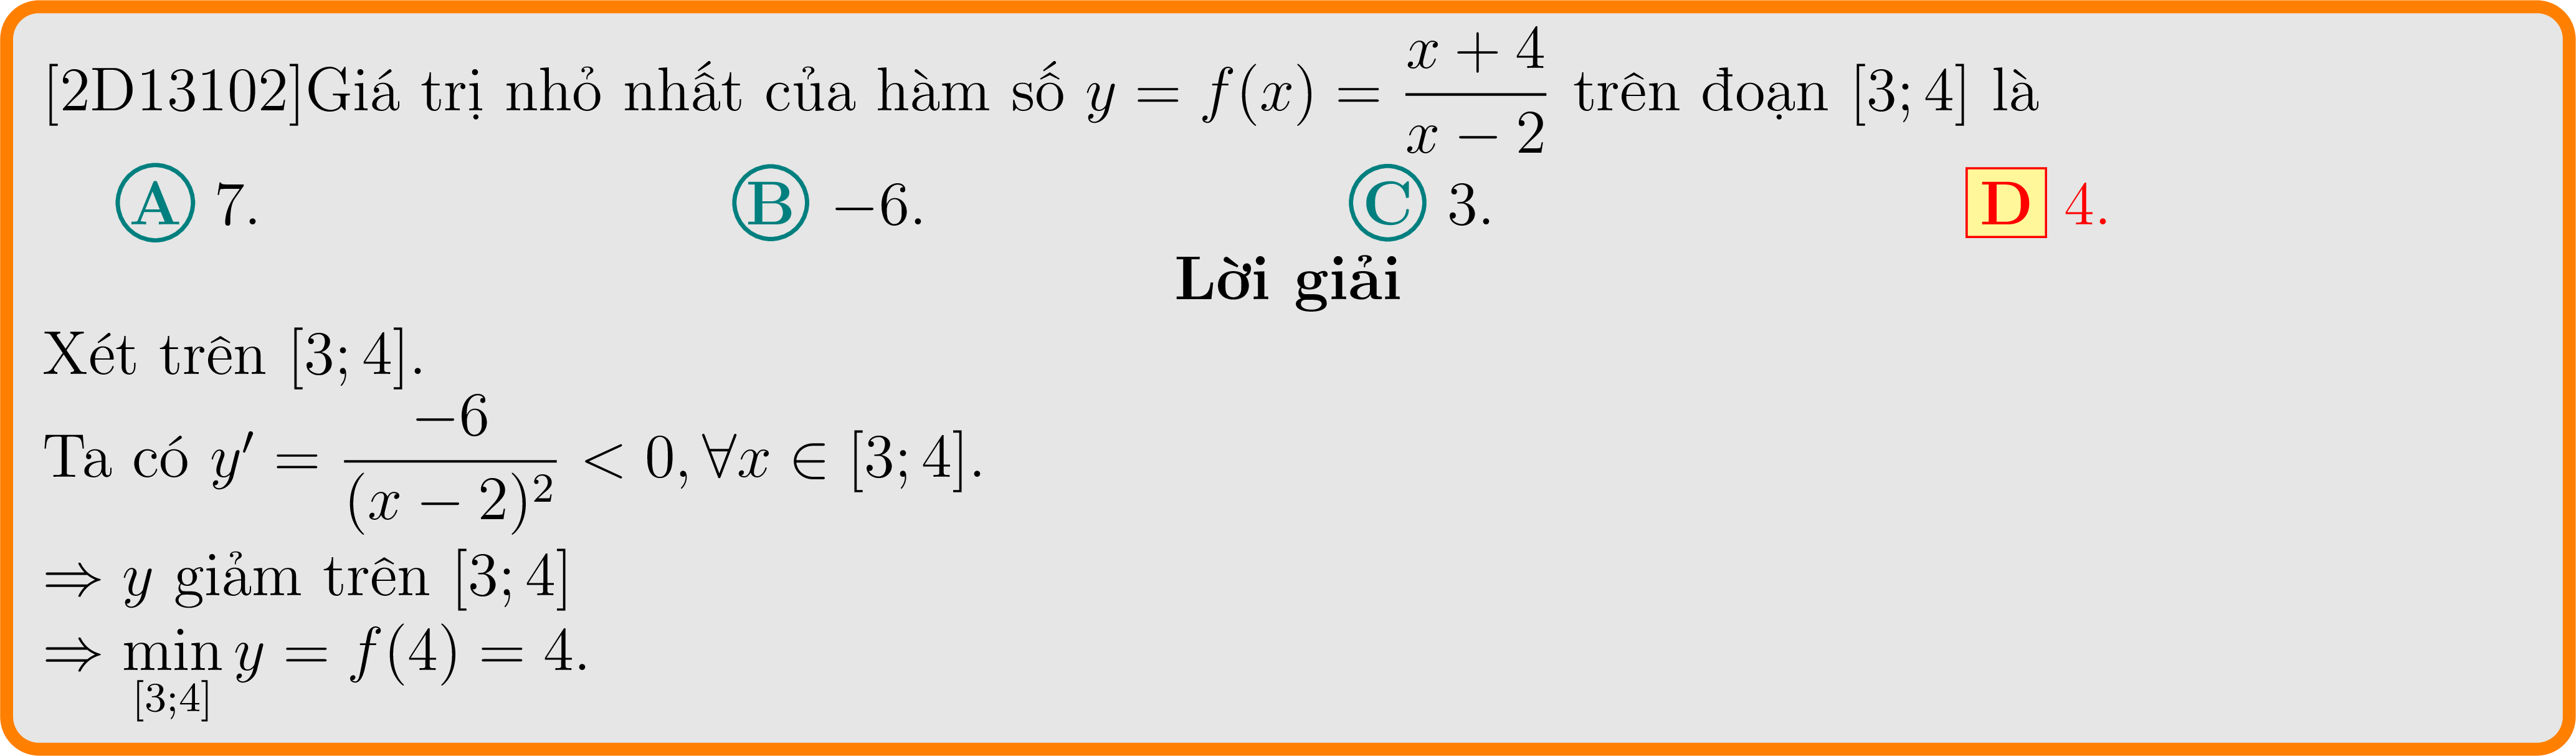 [2D13102]Giá trị nhỏ nhất của hàm số $y = f(x) = \dfrac{x+4}{x-2}$ trên đoạn $[3; 4]$ là
A 7. B −6. C 3. D 4.
Lời giải
Xét trên $[3; 4]$.
Ta có $y' = \dfrac{-6}{(x-2)^2} < 0, \forall x \in [3; 4]$.
$\Rightarrow y$ giảm trên $[3; 4]$
$\Rightarrow \min\limits_{[3;4]} y = f(4) = 4.$